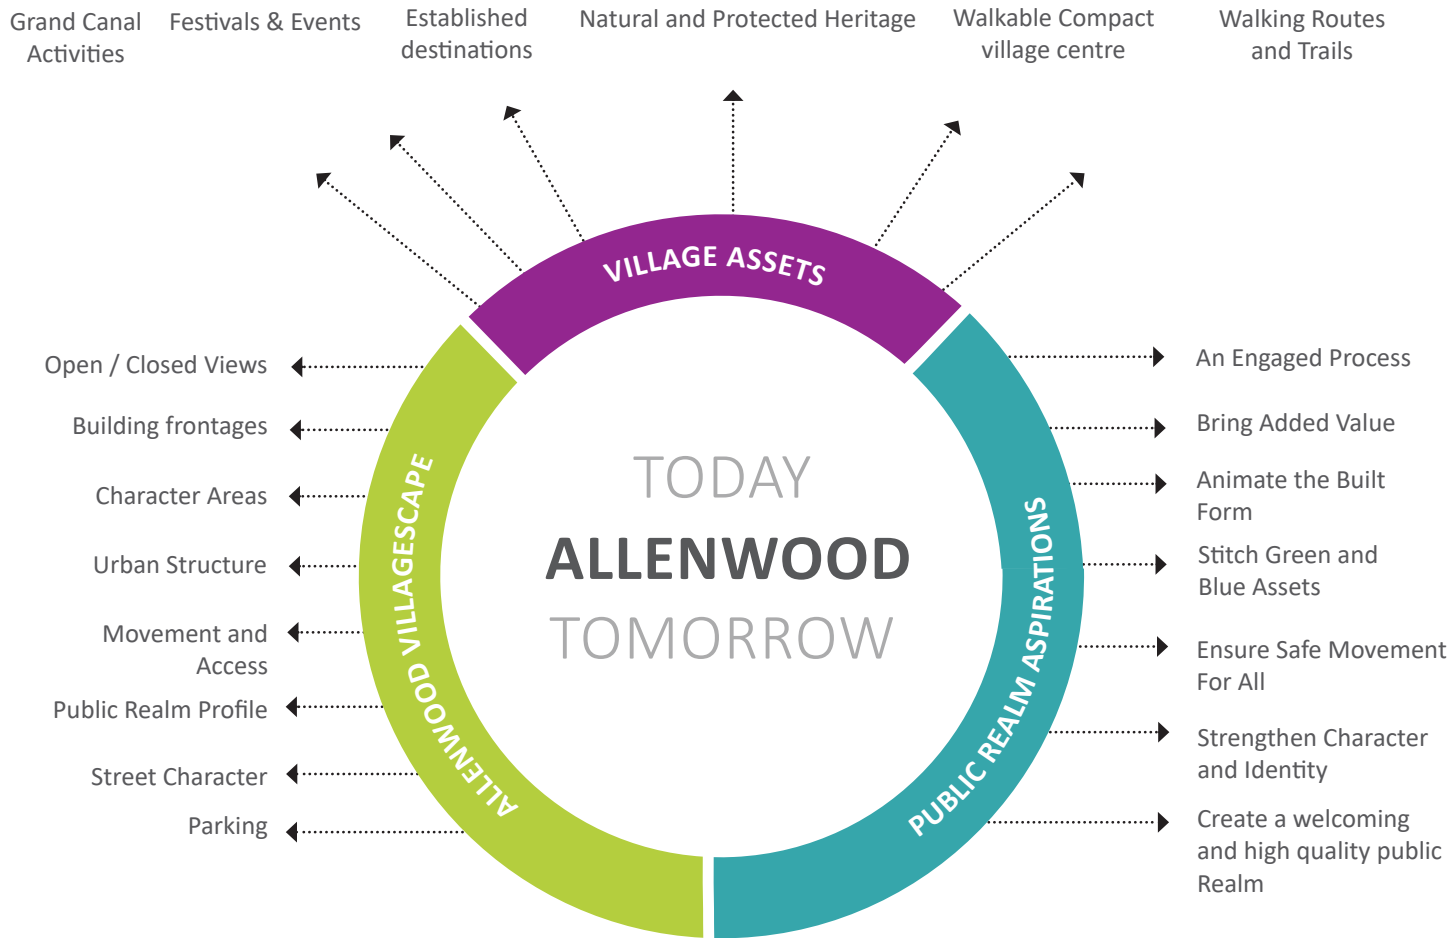 Grand Canal
Activities
Festivals & Events
Established
destinations
Natural and Protected Heritage
Walkable Compact
village centre
Walking Routes
and Trails
VILLAGE ASSETS
Open / Closed Views
Building frontages
Character Areas
Urban Structure
Movement and
Access
Public Realm Profile
Street Character
Parking
ALLENWOOD VILLAGESCAPE
TODAY
ALLENWOOD
TOMORROW
PUBLIC REALM ASPIRATIONS
An Engaged Process
Bring Added Value
Animate the Built
Form
Stitch Green and
Blue Assets
Ensure Safe Movement
For All
Strengthen Character
and Identity
Create a welcoming
and high quality public
Realm